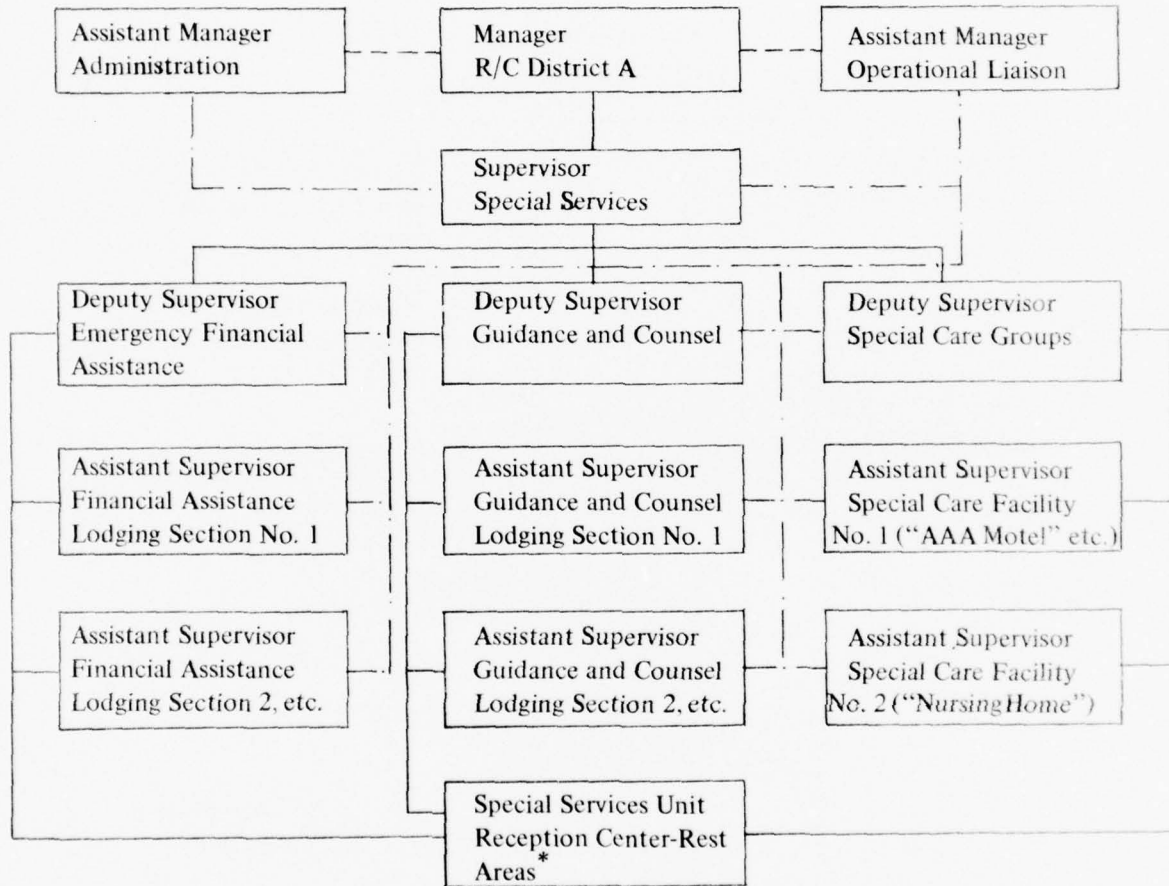 Assistant Manager
Administration
Manager
R/C District A
Assistant Manager
Operational Liaison
Supervisor
Special Services
Deputy Supervisor
Emergency Financial
Assistance
Deputy Supervisor
Guidance and Counsel
Deputy Supervisor
Special Care Groups
Assistant Supervisor
Financial Assistance
Lodging Section No. 1
Assistant Supervisor
Guidance and Counsel
Lodging Section No. 1
Assistant Supervisor
Special Care Facility
No. 1 (“AAA Motel” etc.)
Assistant Supervisor
Financial Assistance
Lodging Section 2, etc.
Assistant Supervisor
Guidance and Counsel
Lodging Section 2, etc.
Assistant Supervisor
Special Care Facility
No. 2 (“Nursing Home”)
Special Services Unit
Reception Center-Rest
Areas*